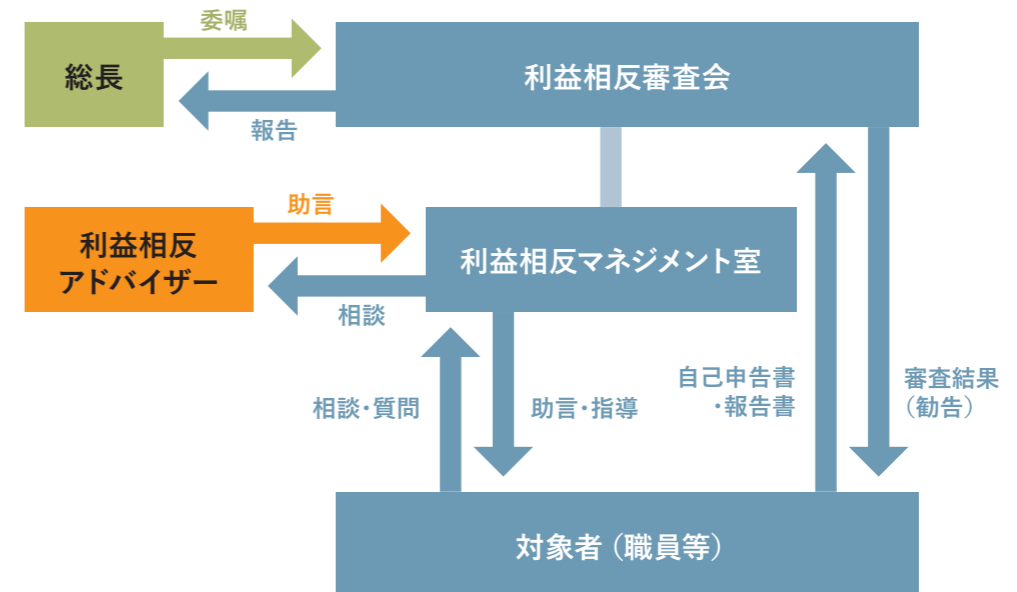 委嘱
総長
利益相反審査会
報告
助言
利益相反
アドバイザー
利益相反マネジメント室
相談
相談・質問
助言・指導
自己申告書
・報告書
審査結果
（勧告）
対象者（職員等）